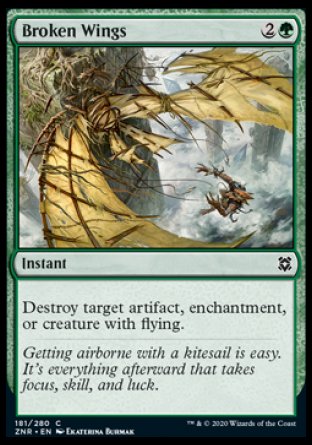 Broken Wings 2
Instant
Destroy target artifact, enchantment,
or creature with flying.
Getting airborne with a kitesail is easy.
It's everything afterward that takes
focus, skill, and luck.
181/280 C
ZNR • EN Ekaterina Burmak ™ & © 2020 Wizards of the Coast